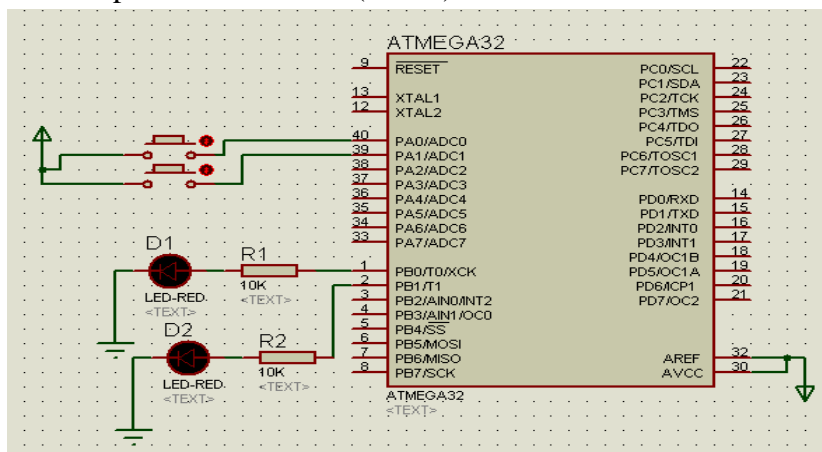 ATMEGA32
9 RESET
13 XTAL1
12 XTAL2
40 PA0/ADC0
39 PA1/ADC1
38 PA2/ADC2
37 PA3/ADC3
36 PA4/ADC4
35 PA5/ADC5
34 PA6/ADC6
33 PA7/ADC7
1 PB0/T0/XCK
2 PB1/T1
3 PB2/AIN0/INT2
4 PB3/AIN1/OC0
5 PB4/SS
6 PB5/MOSI
7 PB6/MISO
8 PB7/SCK
PC0/SCL 22
PC1/SDA 23
PC2/TCK 24
PC3/TMS 25
PC4/TDO 26
PC5/TDI 27
PC6/TOSC1 28
PC7/TOSC2 29
PD0/RXD 14
PD1/TXD 15
PD2/INT0 16
PD3/INT1 17
PD4/OC1B 18
PD5/OC1A 19
PD6/ICP1 20
PD7/OC2 21
AREF 32
AVCC 30
ATMEGA32
<TEXT>
D1
LED-RED
<TEXT>
R1
10K
<TEXT>
D2
LED-RED
<TEXT>
R2
10K
<TEXT>